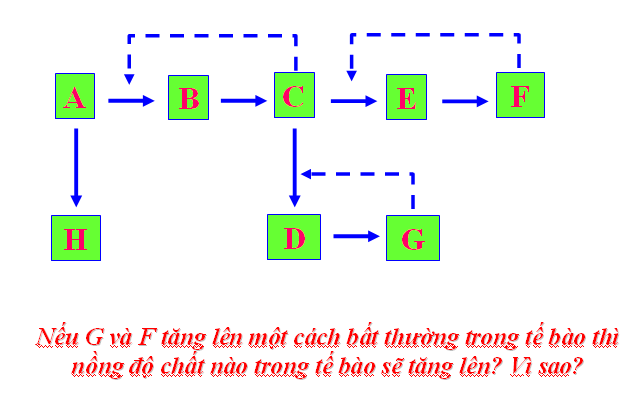 A B C E F
H D G
Nếu G và F tăng lên một cách bất thường trong tế bào thì
nồng độ chất nào trong tế bào sẽ tăng lên? Vì sao?